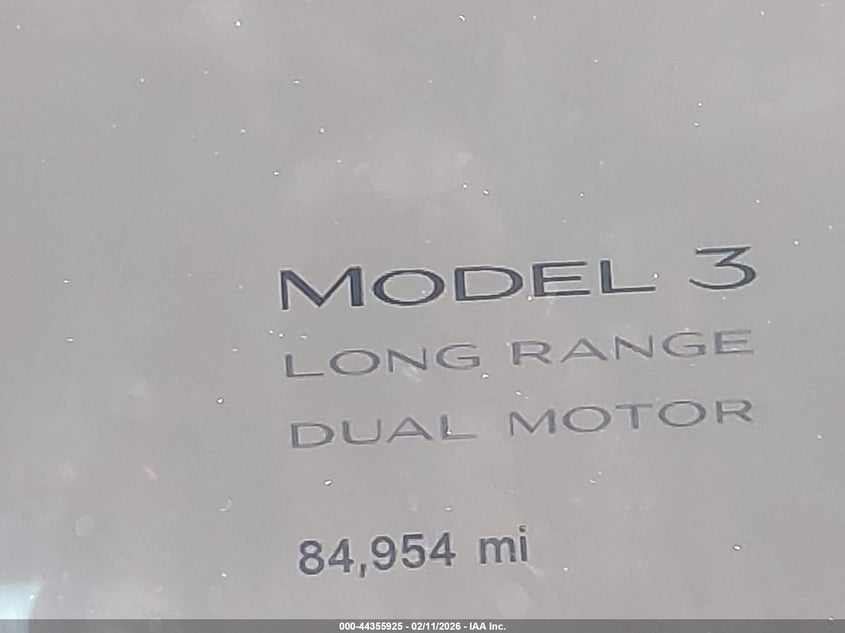 MODEL 3
LONG RANGE
DUAL MOTOR
84,954 mi
000-44355925 - 02/11/2026 - IAA Inc.